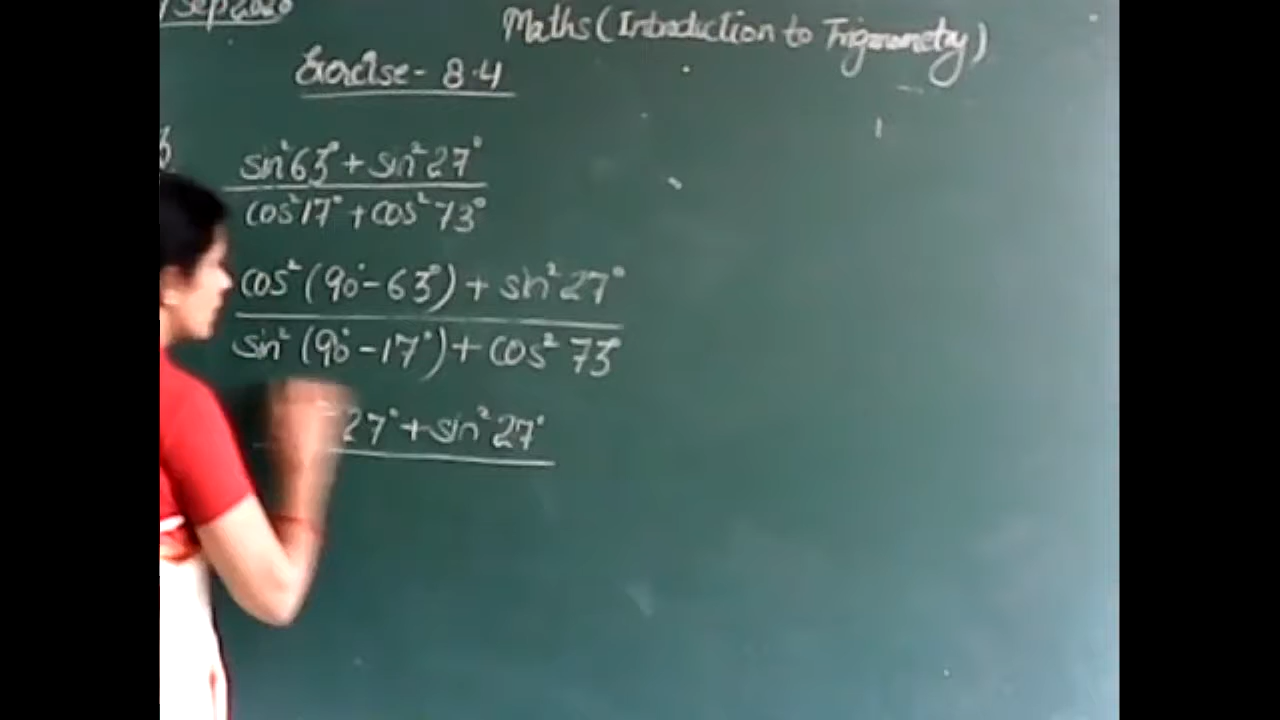 Sep 2020
Maths (Introduction to Trigonometry)
Exercise - 8.4
sin²63° + sin²27°
cos²17° + cos²73°
cos²(90°-63°) + sin²27°
sin²(90°-17°) + cos²73°
²27° + sin²27°